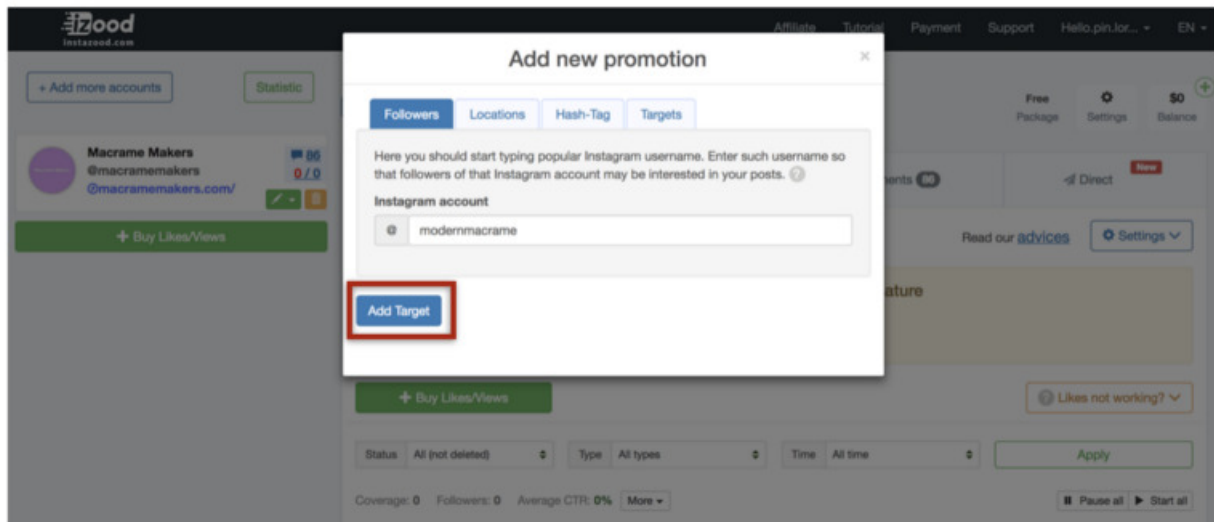 izood
instazood.com
Affiliate Tutorial Payment Support Hello.pin.lor... EN
+ Add more accounts
Statistic
Macrame Makers
@macramemakers
macramemakers.com/
86
0 / 0
+ Buy Likes/Views
Add new promotion
×
Followers Locations Hash-Tag Targets
Here you should start typing popular Instagram username. Enter such username so
that followers of that Instagram account may be interested in your posts. ?
Instagram account
@ modernmacrame
Add Target
Free
Package
Settings
$0
Balance
New
Direct
Read our advices
Settings
ature
+ Buy Likes/Views
? Likes not working?
Status All (not deleted) Type All types Time All time Apply
Coverage: 0 Followers: 0 Average CTR: 0% More
Pause all Start all